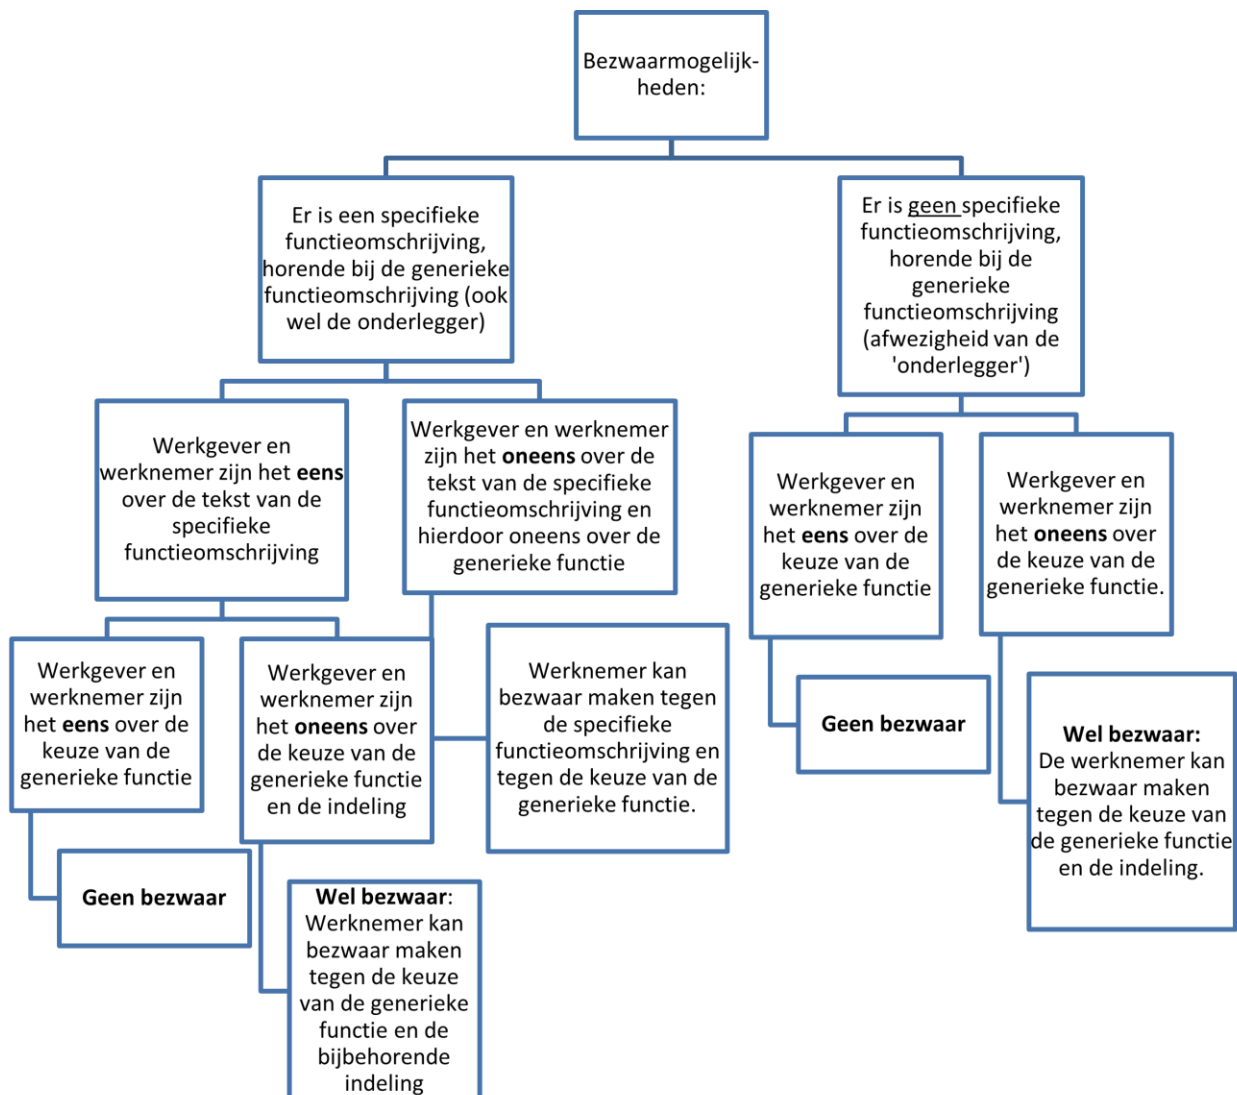 Bezwaarmogelijk-
heden:
Er is een specifieke
functieomschrijving,
horende bij de generieke
functieomschrijving (ook
wel de onderlegger)
Er is geen specifieke
functieomschrijving,
horende bij de
generieke
functieomschrijving
(afwezigheid van de
'onderlegger')
Werkgever en
werknemer zijn het eens
over de tekst van de
specifieke
functieomschrijving
Werkgever en werknemer
zijn het oneens over de
tekst van de specifieke
functieomschrijving en
hierdoor oneens over de
generieke functie
Werkgever en
werknemer zijn
het eens over de
keuze van de
generieke functie
Werkgever en
werknemer zijn
het oneens over
de keuze van de
generieke functie.
Werkgever en
werknemer zijn
het eens over de
keuze van de
generieke functie
Werkgever en
werknemer zijn
het oneens over
de keuze van de
generieke functie
en de indeling
Werknemer kan
bezwaar maken tegen
de specifieke
functieomschrijving en
tegen de keuze van de
generieke functie.
Geen bezwaar
Wel bezwaar:
De werknemer kan
bezwaar maken
tegen de keuze van
de generieke functie
en de indeling.
Geen bezwaar
Wel bezwaar:
Werknemer kan
bezwaar maken
tegen de keuze
van de generieke
functie en de
bijbehorende
indeling